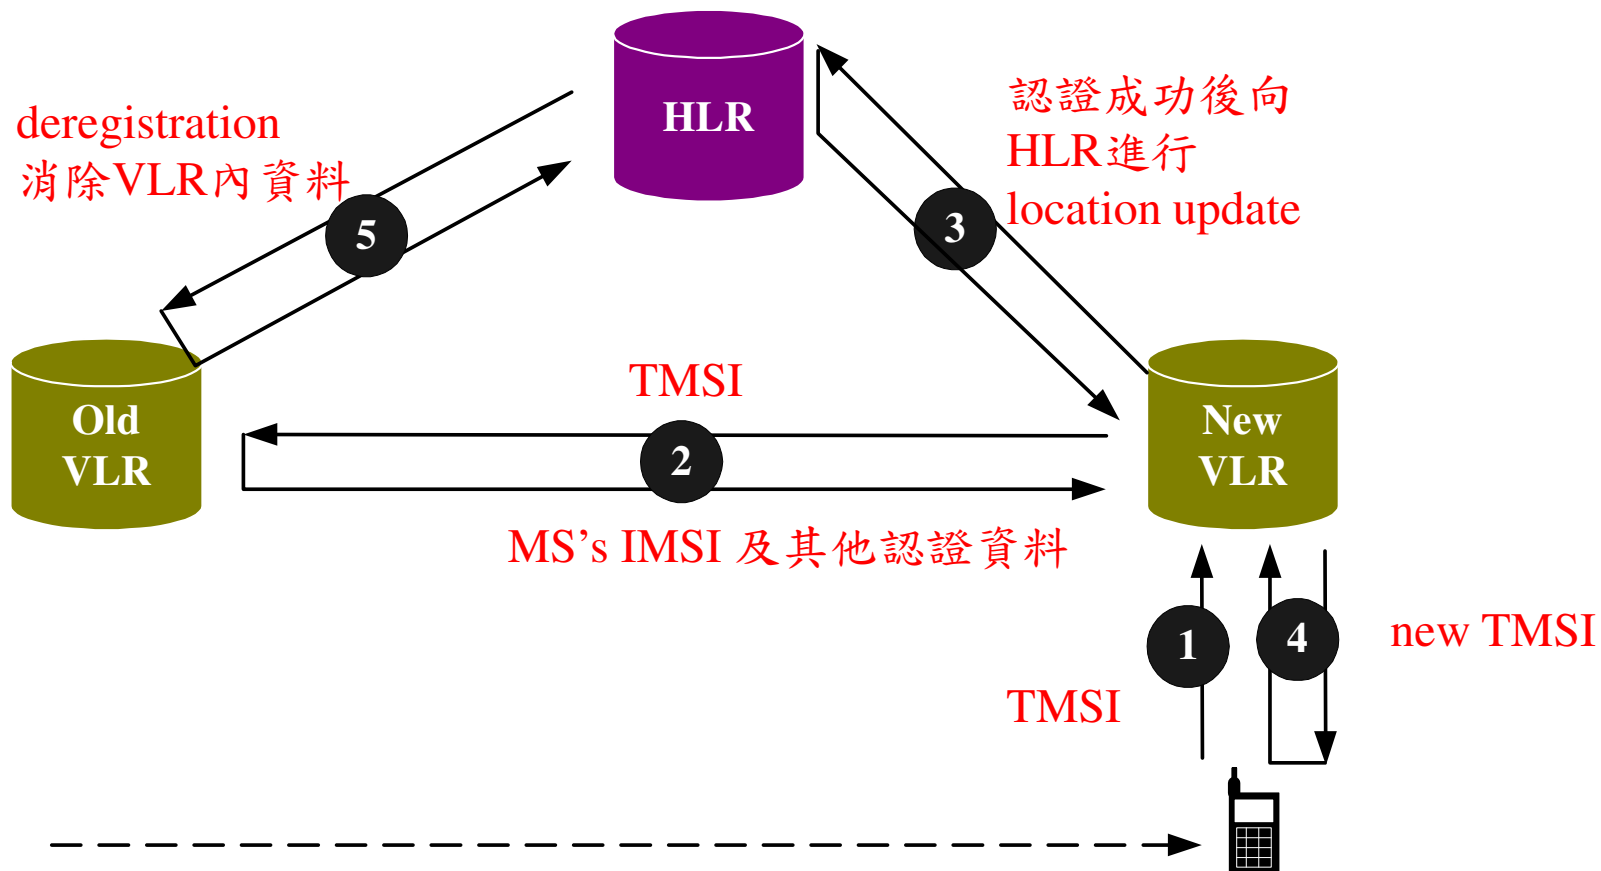 HLR
認證成功後向
HLR進行
location update
deregistration
消除VLR內資料
5
3
TMSI
Old
VLR
2
New
VLR
MS’s IMSI 及其他認證資料
1
4
new TMSI
TMSI